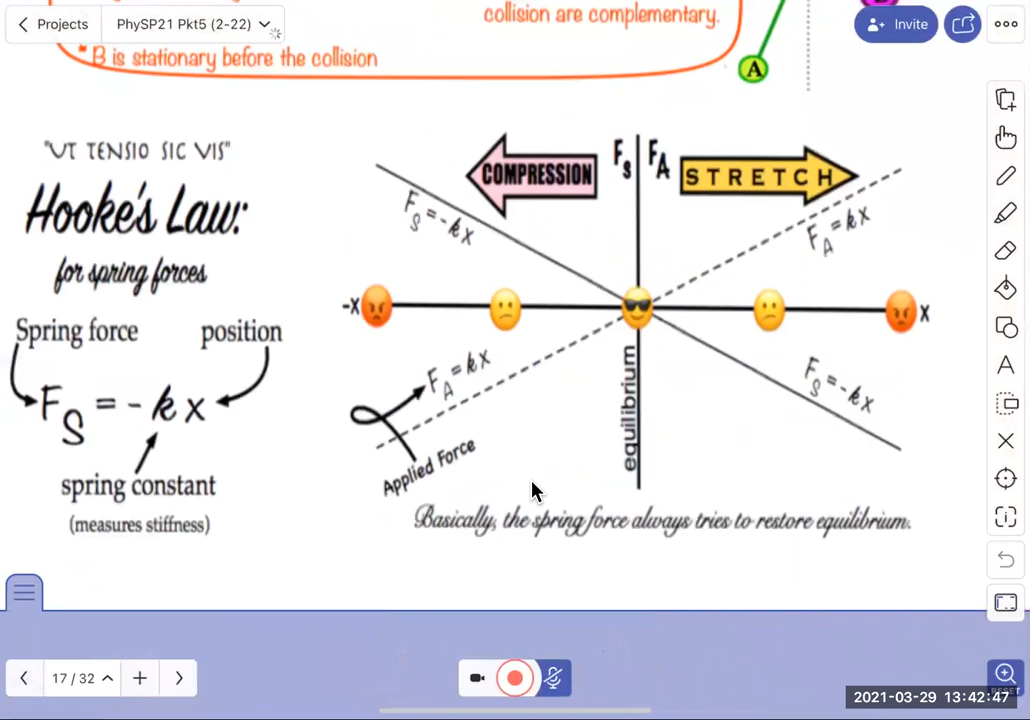 Projects
PhySP21 Pkt5 (2-22)
Invite
collision are complementary.
*B is stationary before the collision
A
"UT TENSIO SIC VIS"
Hooke's Law:
for spring forces
Spring force
position
F_S = - k x
spring constant
(measures stiffness)
COMPRESSION
F_S
F_A
STRETCH
F_S = -kx
F_A = kx
-X
X
F_A = kx
Applied Force
equilibrium
F_S = -kx
Basically, the spring force always tries to restore equilibrium.
17 / 32
RESET
2021-03-29 13:42:47